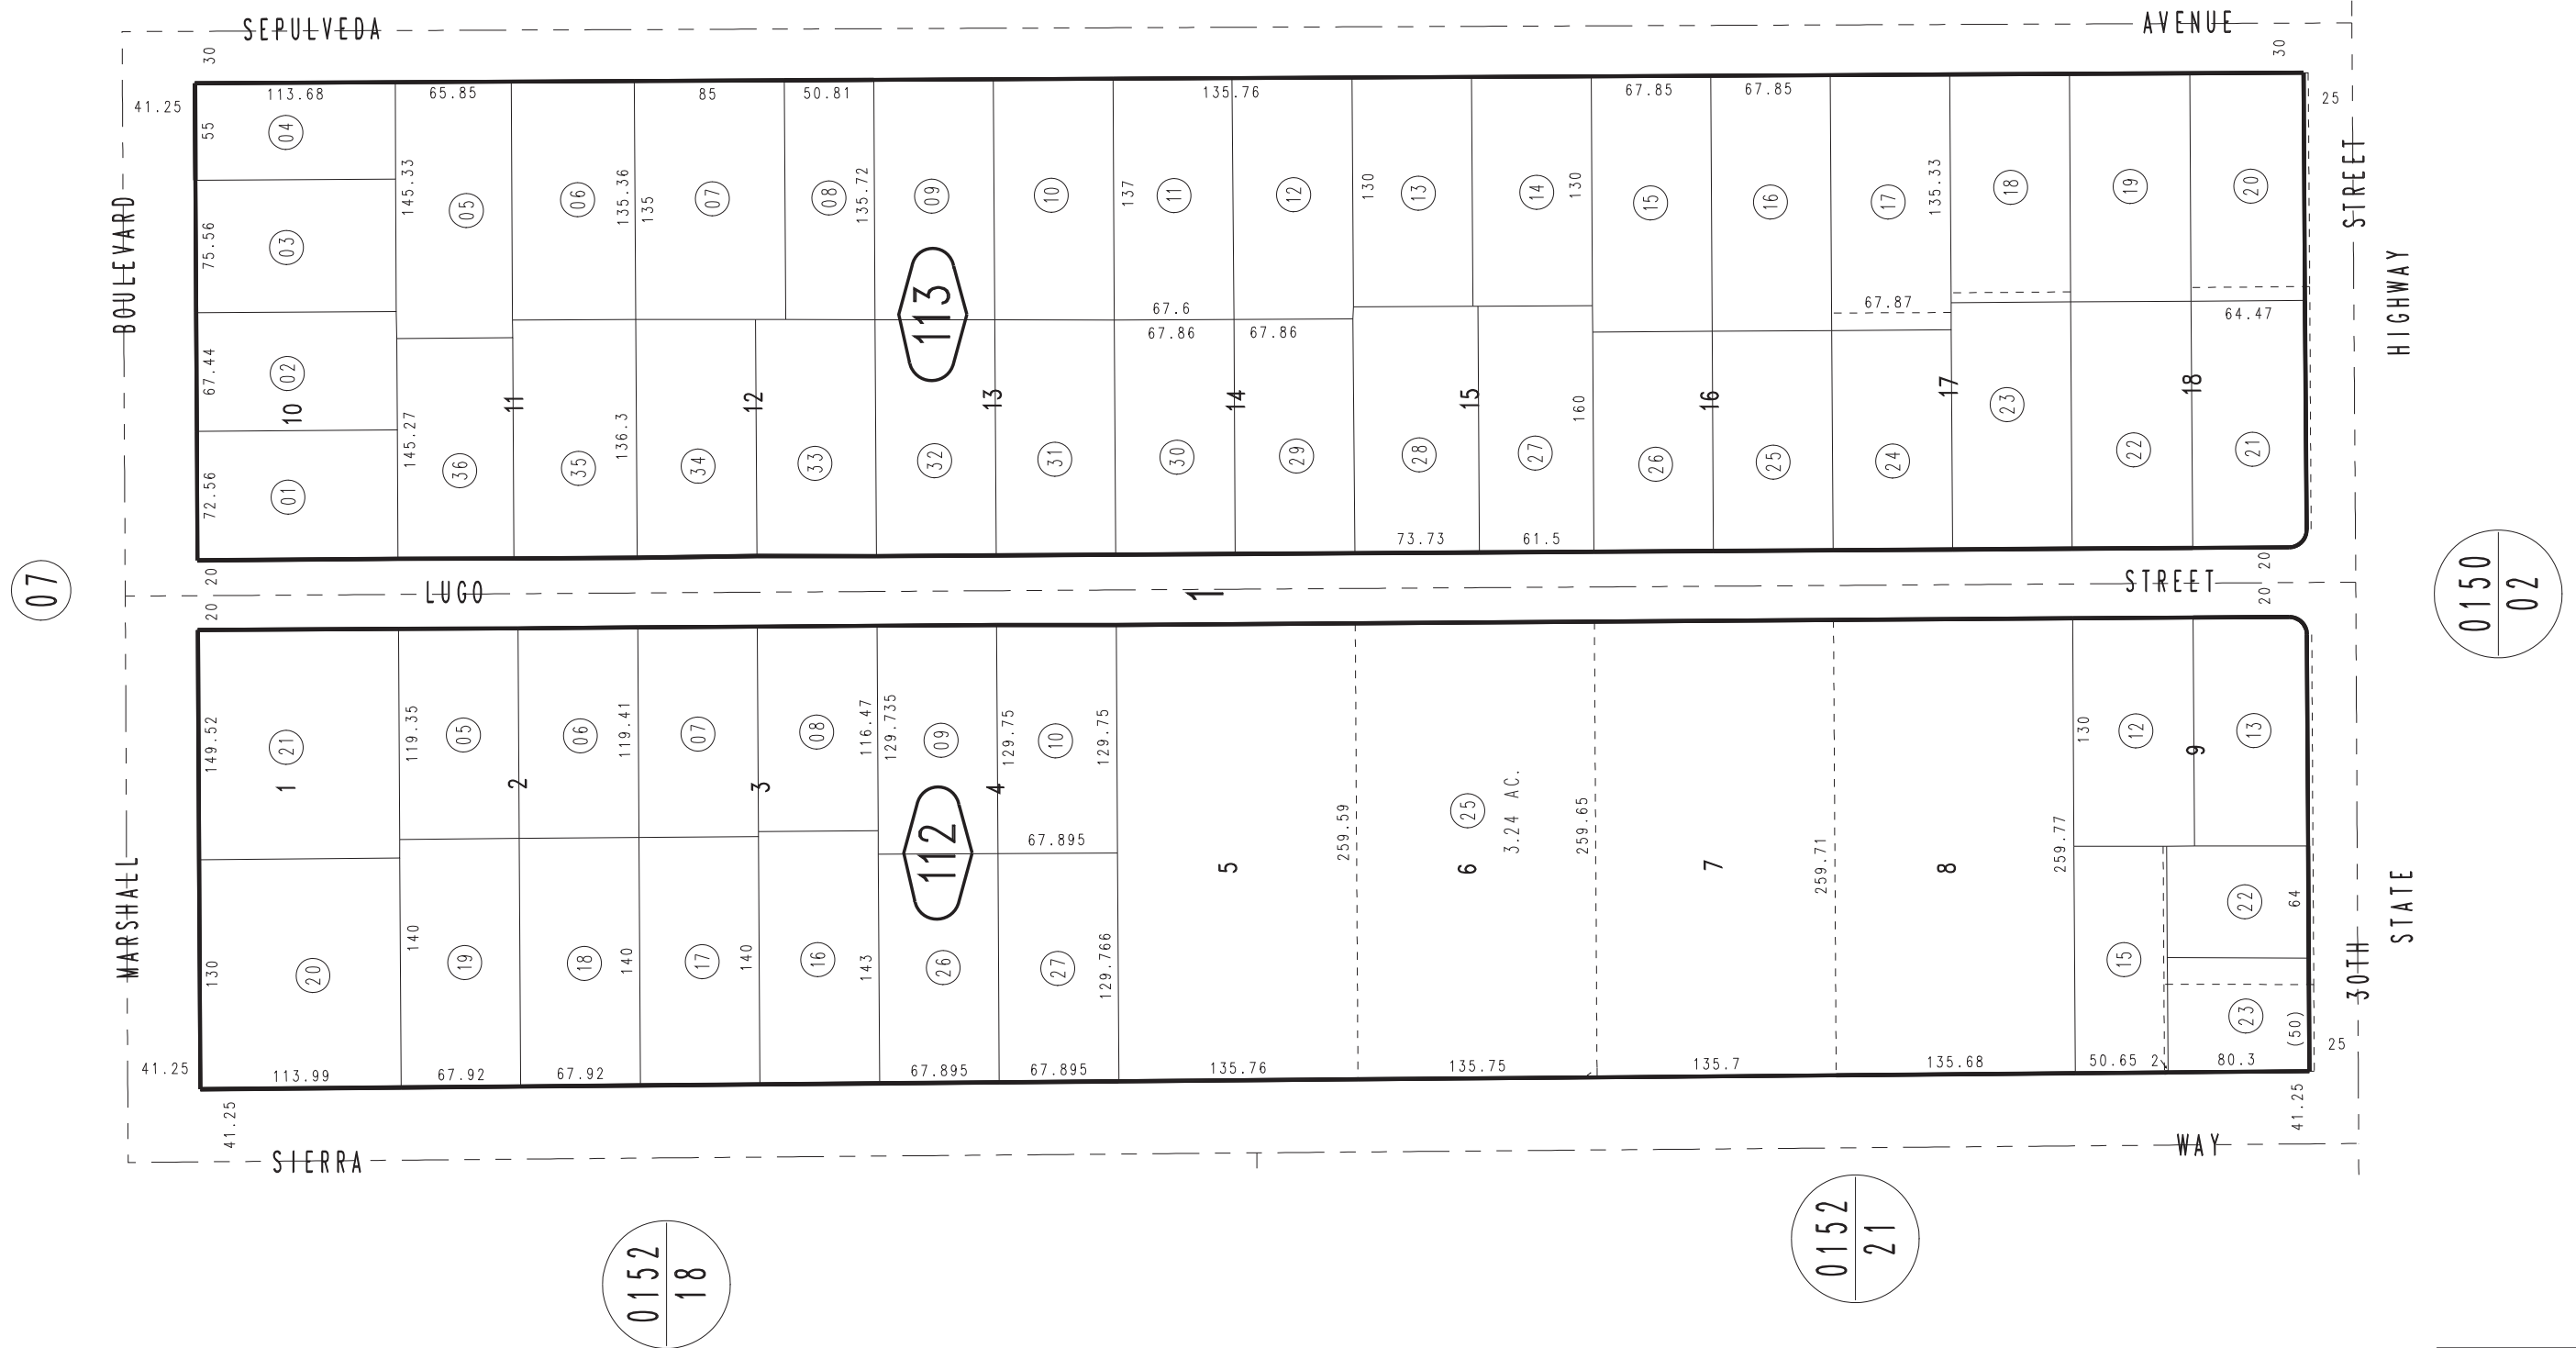 SEPULVEDA AVENUE
30 30
41.25 113.68 65.85 85 50.81 135.76 67.85 67.85 25
55 04
145.33 05 06 135.36 135 07 08 135.72 09 10 137 11 12 130 13 14 130 15 16 17 135.33 18 19 20
75.56 03
BOULEVARD
STREET
HIGHWAY
113
67.6 67.87 64.47
67.86 67.86
67.44 02
10 11 12 13 14 15 16 17 18
145.27 136.3 160 23
72.56 01 36 35 34 33 32 31 30 29 28 27 26 25 24 22 21
73.73 61.5
20 20
07
LUGO 1 STREET
20 20
0150
02
149.52 21 119.35 05 06 119.41 07 08 116.47 129.735 09 129.75 10 129.75 130 12 13
1 2 3 4 9
112
67.895
5 259.59 6 25 3.24 AC. 259.65 7 259.71 8 259.77
MARSHALL
STATE
30TH
22 64
130 20 140 19 18 140 17 140 16 143 26 27 129.766 15
23 (50)
25
41.25 113.99 67.92 67.92 67.895 67.895 135.76 135.75 135.7 135.68 50.65 2 80.3
41.25 41.25
SIERRA WAY
0152
18
0152
21